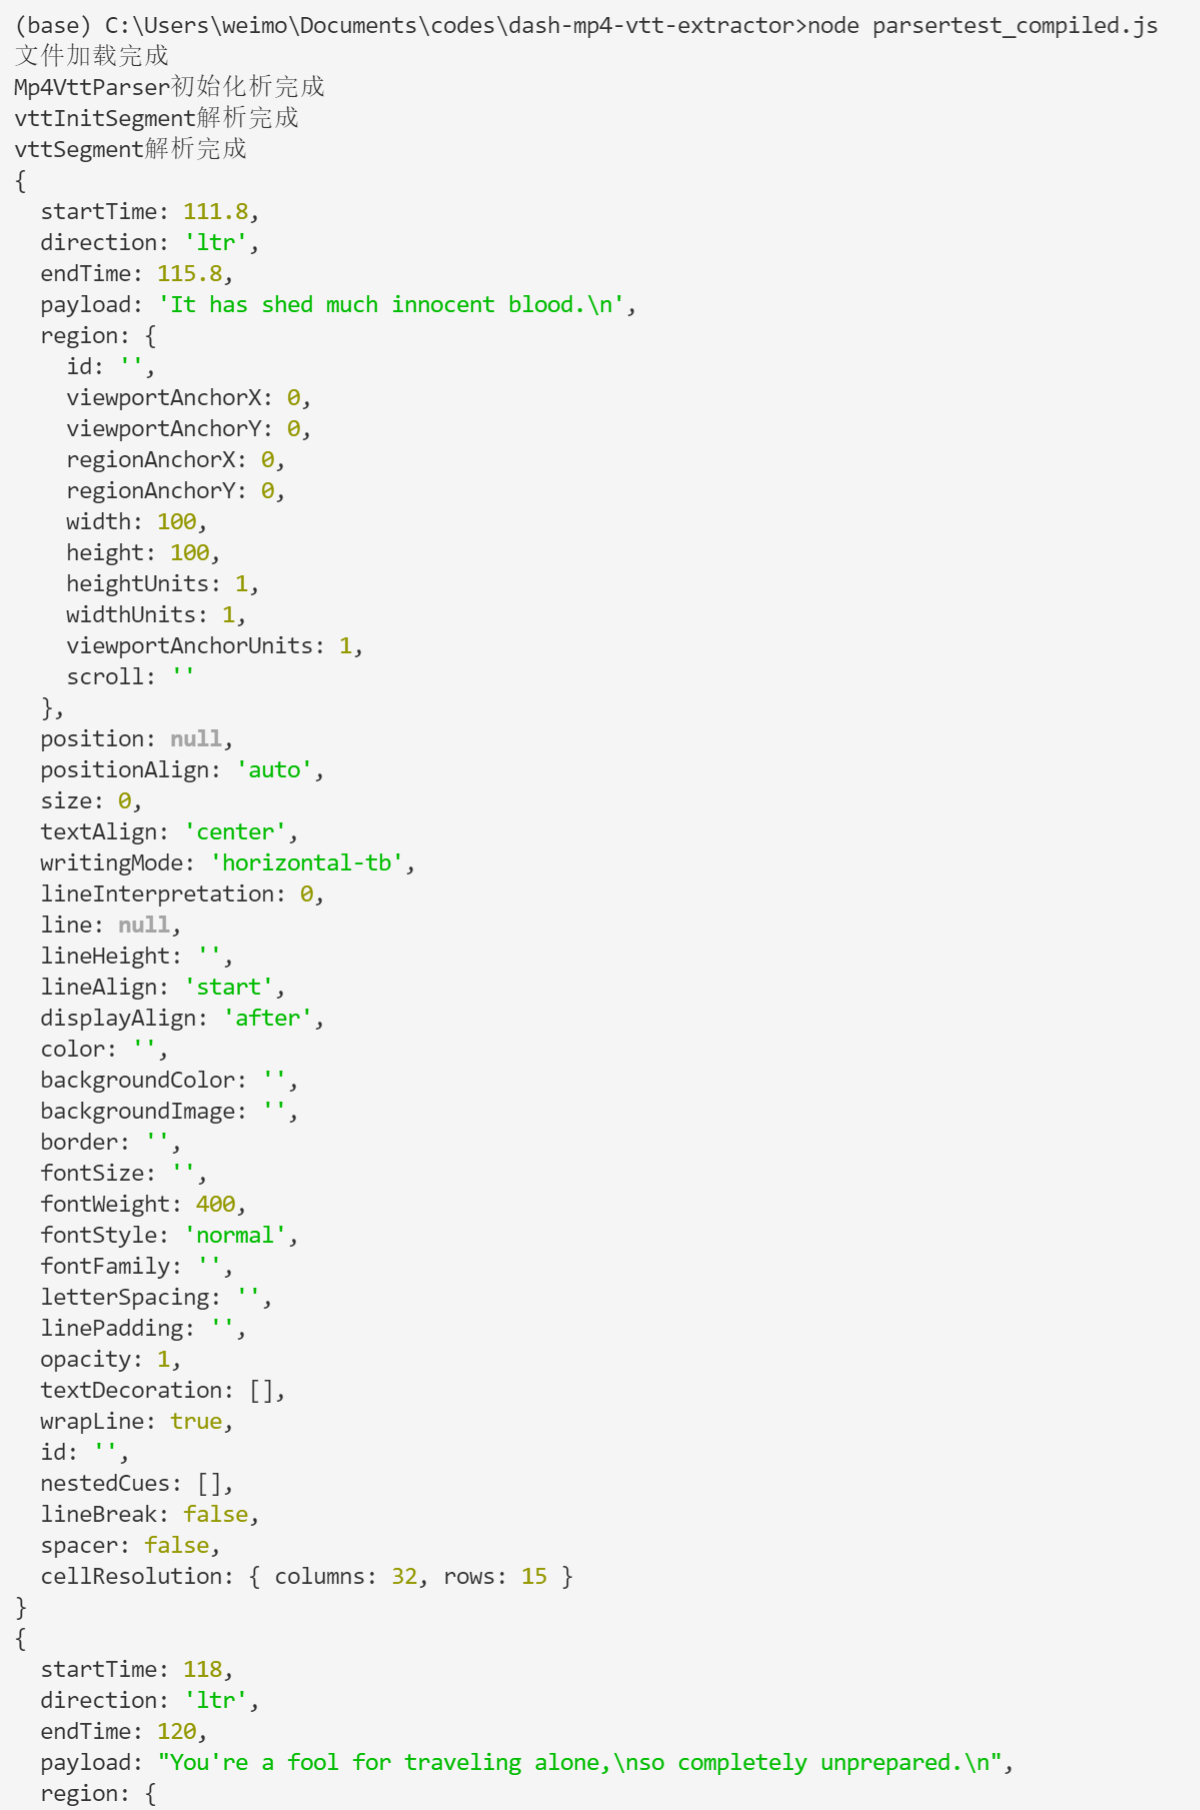 (base) C:\Users\weimo\Documents\codes\dash-mp4-vtt-extractor>node parsertest_compiled.js
文件加载完成
Mp4VttParser初始化析完成
vttInitSegment解析完成
vttSegment解析完成
{
  startTime: 111.8,
  direction: 'ltr',
  endTime: 115.8,
  payload: 'It has shed much innocent blood.\n',
  region: {
    id: '',
    viewportAnchorX: 0,
    viewportAnchorY: 0,
    regionAnchorX: 0,
    regionAnchorY: 0,
    width: 100,
    height: 100,
    heightUnits: 1,
    widthUnits: 1,
    viewportAnchorUnits: 1,
    scroll: ''
  },
  position: null,
  positionAlign: 'auto',
  size: 0,
  textAlign: 'center',
  writingMode: 'horizontal-tb',
  lineInterpretation: 0,
  line: null,
  lineHeight: '',
  lineAlign: 'start',
  displayAlign: 'after',
  color: '',
  backgroundColor: '',
  backgroundImage: '',
  border: '',
  fontSize: '',
  fontWeight: 400,
  fontStyle: 'normal',
  fontFamily: '',
  letterSpacing: '',
  linePadding: '',
  opacity: 1,
  textDecoration: [],
  wrapLine: true,
  id: '',
  nestedCues: [],
  lineBreak: false,
  spacer: false,
  cellResolution: { columns: 32, rows: 15 }
}
{
  startTime: 118,
  direction: 'ltr',
  endTime: 120,
  payload: "You're a fool for traveling alone,\nso completely unprepared.\n",
  region: {